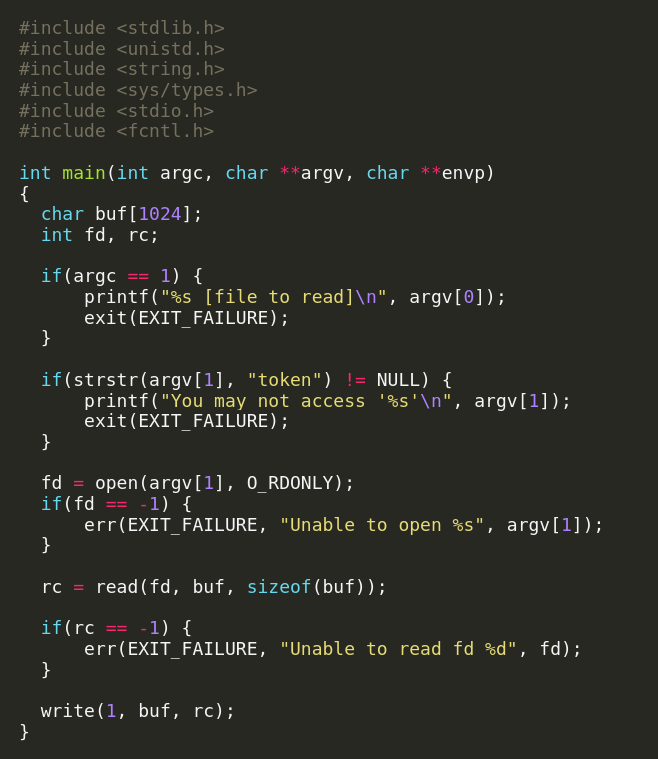 #include <stdlib.h>
#include <unistd.h>
#include <string.h>
#include <sys/types.h>
#include <stdio.h>
#include <fcntl.h>

int main(int argc, char **argv, char **envp)
{
  char buf[1024];
  int fd, rc;

  if(argc == 1) {
      printf("%s [file to read]\n", argv[0]);
      exit(EXIT_FAILURE);
  }

  if(strstr(argv[1], "token") != NULL) {
      printf("You may not access '%s'\n", argv[1]);
      exit(EXIT_FAILURE);
  }

  fd = open(argv[1], O_RDONLY);
  if(fd == -1) {
      err(EXIT_FAILURE, "Unable to open %s", argv[1]);
  }

  rc = read(fd, buf, sizeof(buf));

  if(rc == -1) {
      err(EXIT_FAILURE, "Unable to read fd %d", fd);
  }

  write(1, buf, rc);
}